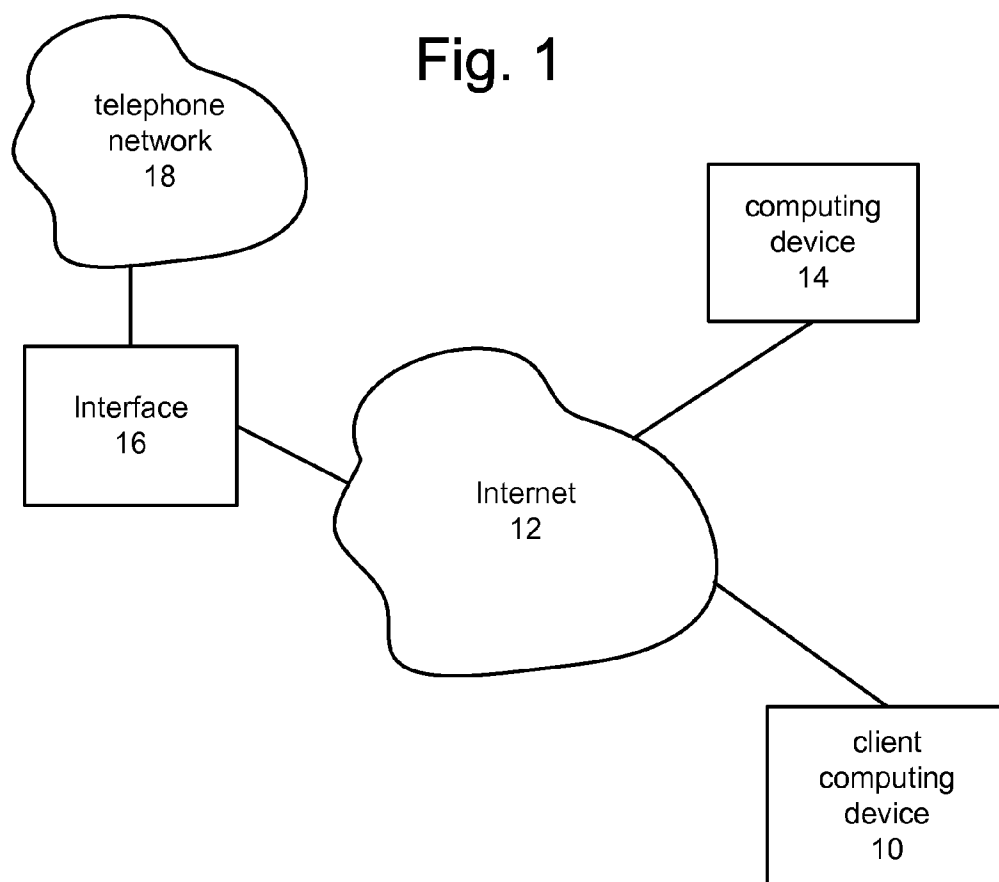 Fig. 1
telephone
network
18
computing
device
14
Interface
16
Internet
12
client
computing
device
10